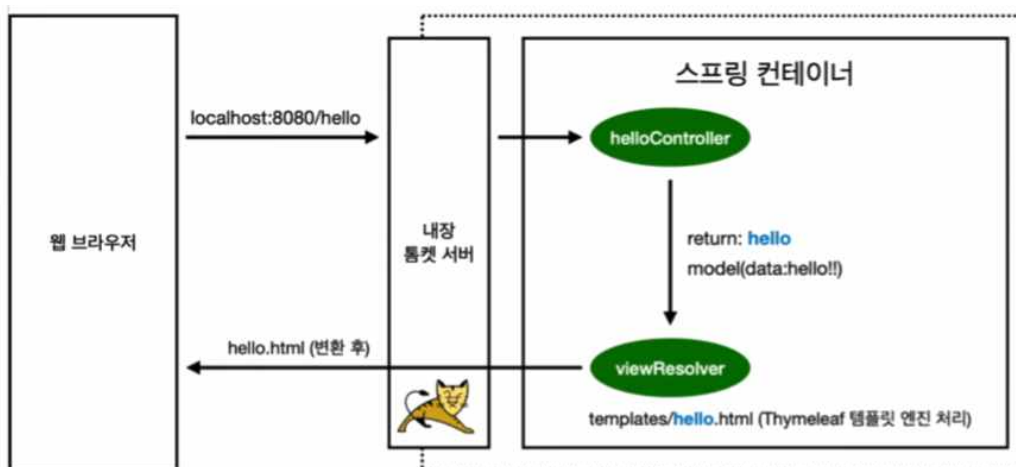 스프링 컨테이너
localhost:8080/hello
helloController
웹 브라우저
내장
톰켓 서버
return: hello
model(data:hello!!)
hello.html (변환 후)
viewResolver
templates/hello.html (Thymeleaf 템플릿 엔진 처리)